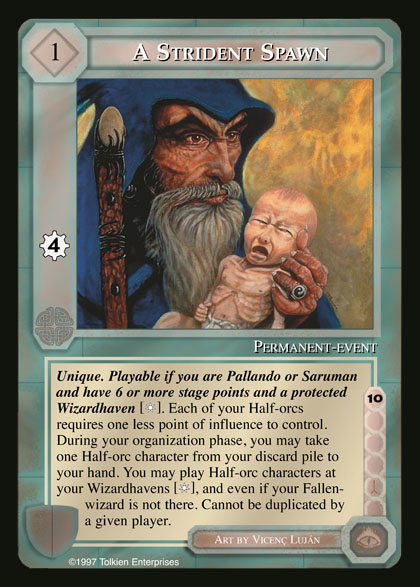 1
A Strident Spawn
4
Permanent-event
Unique. Playable if you are Pallando or Saruman
and have 6 or more stage points and a protected
Wizardhaven [☼]. Each of your Half-orcs
requires one less point of influence to control.
During your organization phase, you may take
one Half-orc character from your discard pile to
your hand. You may play Half-orc characters at
your Wizardhavens [☼], and even if your Fallen-
wizard is not there. Cannot be duplicated by
a given player.
10
Art by Vicenç Luján
©1997 Tolkien Enterprises